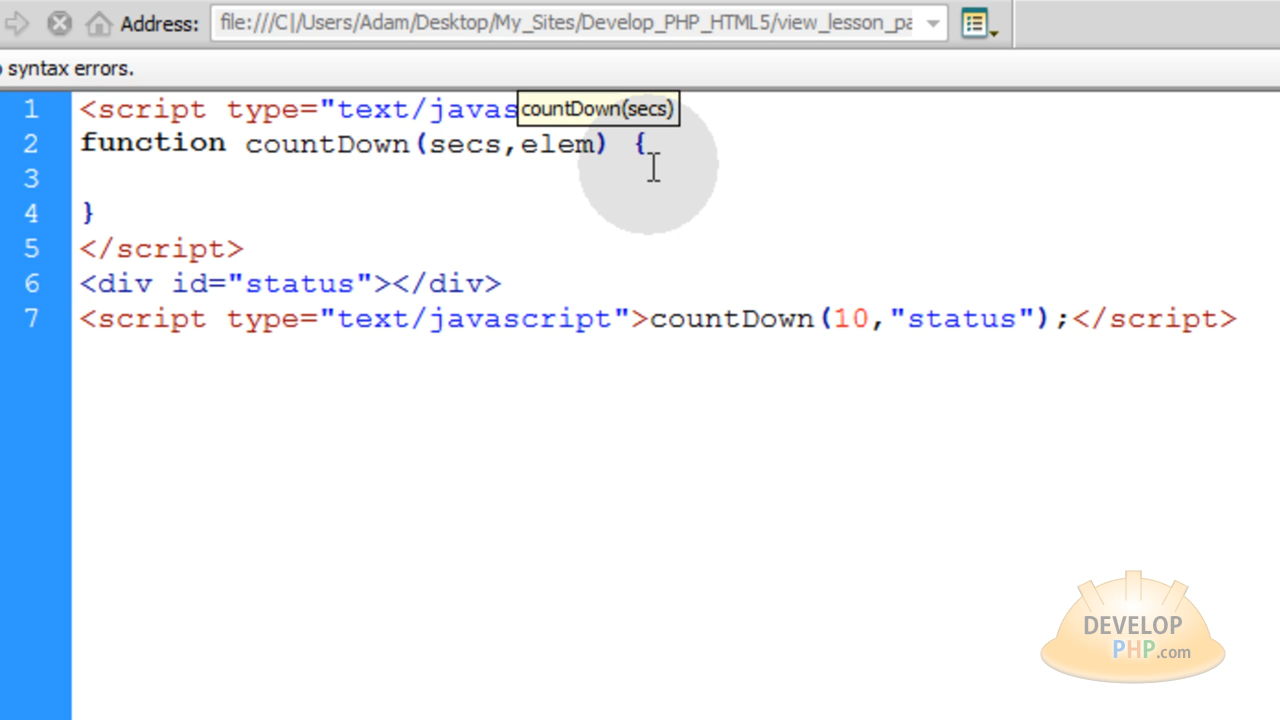 Address: file:///C|/Users/Adam/Desktop/My_Sites/Develop_PHP_HTML5/view_lesson_pa
syntax errors.
1 <script type="text/javas
countDown(secs)
2 function countDown(secs,elem) {
3
4 }
5 </script>
6 <div id="status"></div>
7 <script type="text/javascript">countDown(10,"status");</script>
DEVELOP
PHP.com